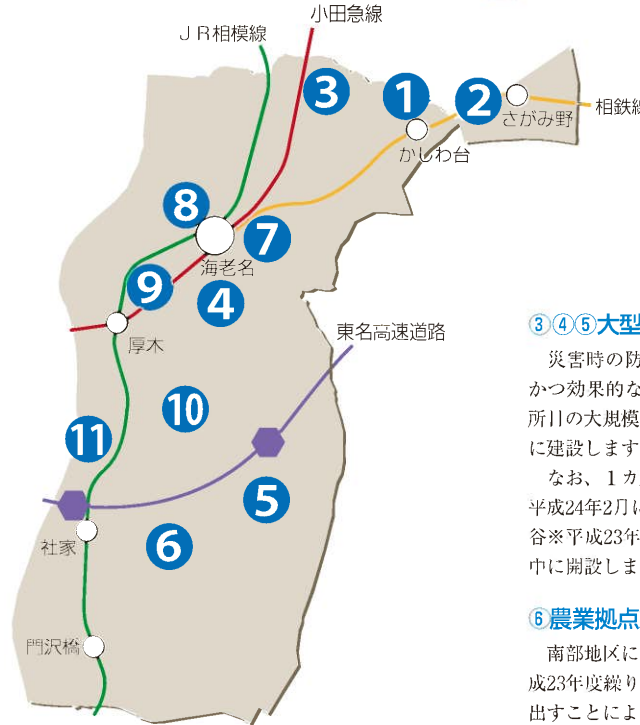 小田急線
JR相模線
3
1
2
さがみ野
相鉄線
かしわ台
8
7
海老名
9
4
厚木
東名高速道路
10
11
5
社家
6
門沢橋
③④⑤大型
災害時の防
かつ効果的な
所目の大規模
に建設します
なお、1カ
平成24年2月に
谷※平成23年
中に開設しま
⑥農業拠点
南部地区に
成23年度繰り
出すことによ